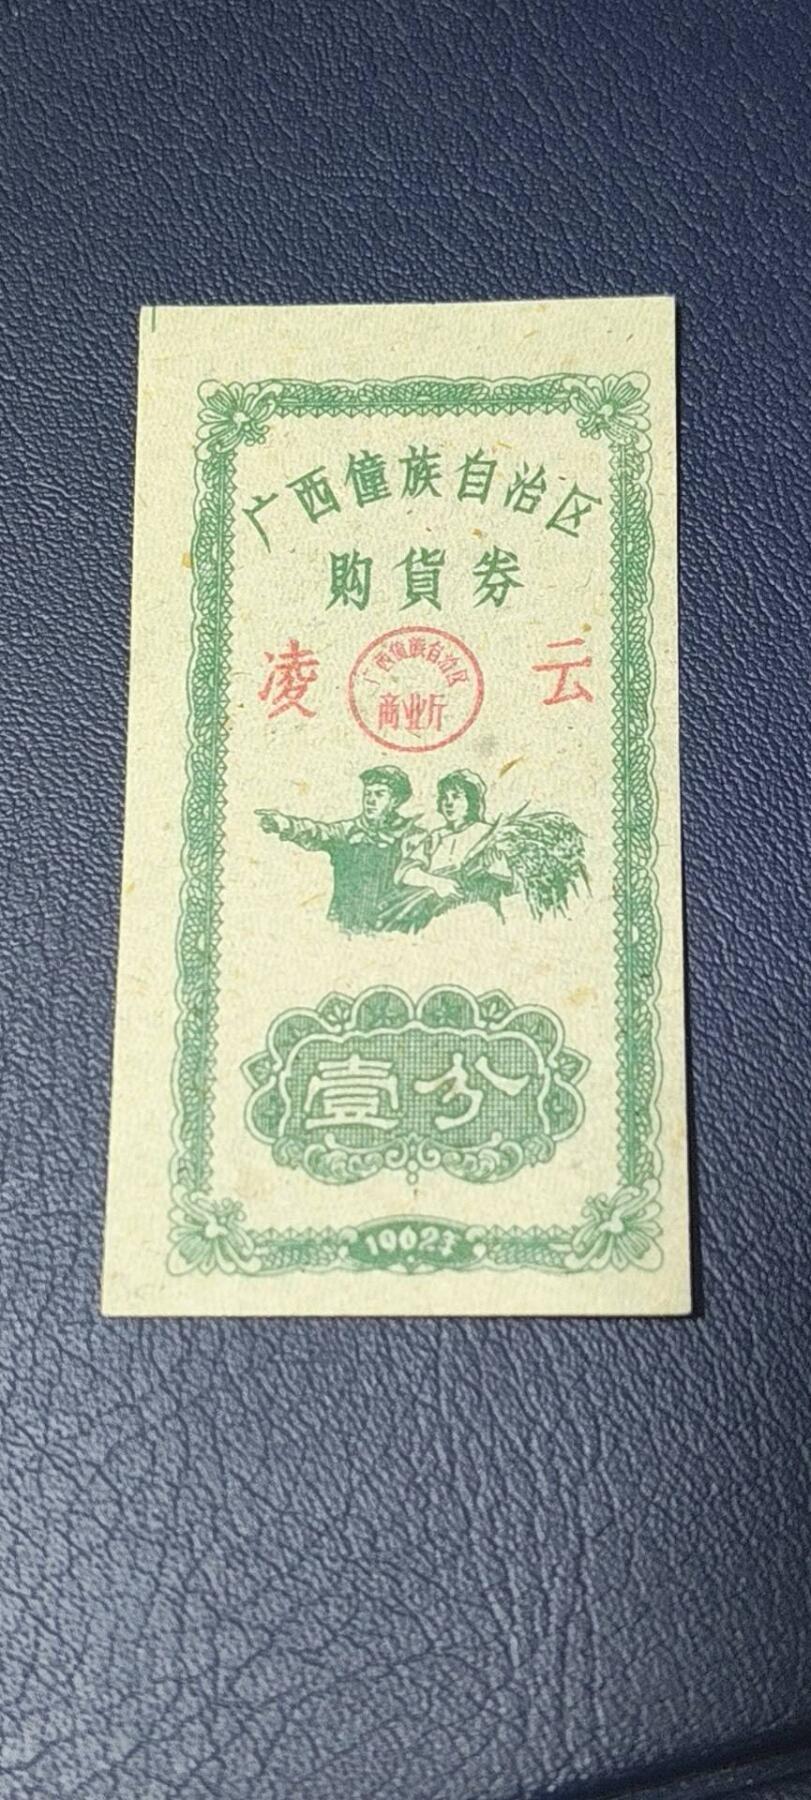 广西僮族自治区
购貨券
凌 云
广西僮族自治区
商业厅
壹分
1962年